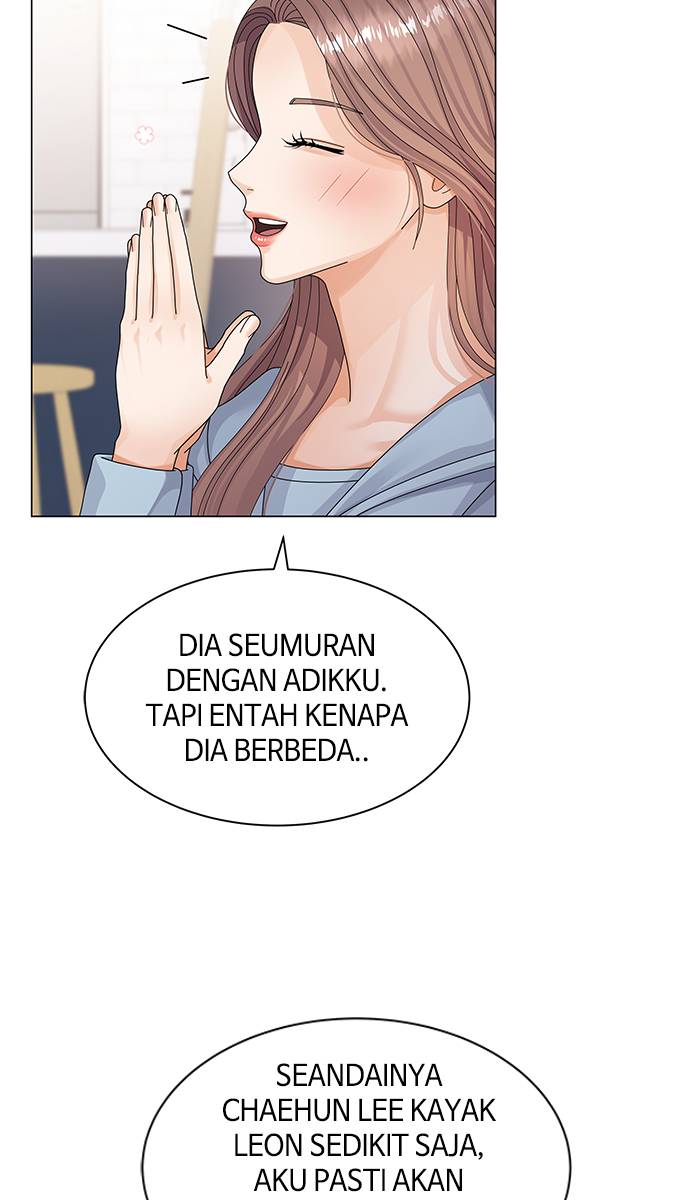 DIA SEUMURAN
DENGAN ADIKKU.
TAPI ENTAH KENAPA
DIA BERBEDA..
SEANDAINYA
CHAEHUN LEE KAYAK
LEON SEDIKIT SAJA,
AKU PASTI AKAN